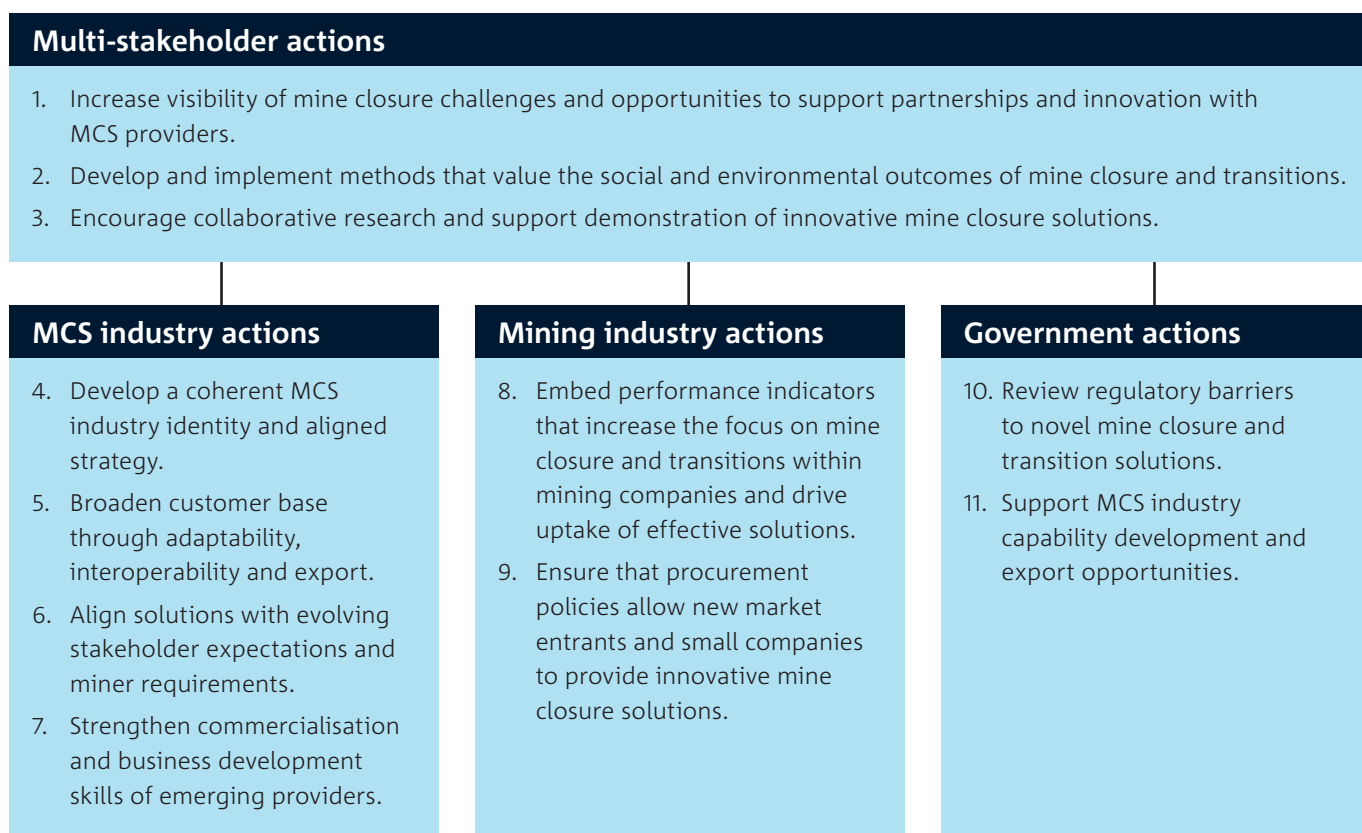 Multi-stakeholder actions
1. Increase visibility of mine closure challenges and opportunities to support partnerships and innovation with
MCS providers.
2. Develop and implement methods that value the social and environmental outcomes of mine closure and transitions.
3. Encourage collaborative research and support demonstration of innovative mine closure solutions.
MCS industry actions
4. Develop a coherent MCS
industry identity and aligned
strategy.
5. Broaden customer base
through adaptability,
interoperability and export.
6. Align solutions with evolving
stakeholder expectations and
miner requirements.
7. Strengthen commercialisation
and business development
skills of emerging providers.
Mining industry actions
8. Embed performance indicators
that increase the focus on mine
closure and transitions within
mining companies and drive
uptake of effective solutions.
9. Ensure that procurement
policies allow new market
entrants and small companies
to provide innovative mine
closure solutions.
Government actions
10. Review regulatory barriers
to novel mine closure and
transition solutions.
11. Support MCS industry
capability development and
export opportunities.